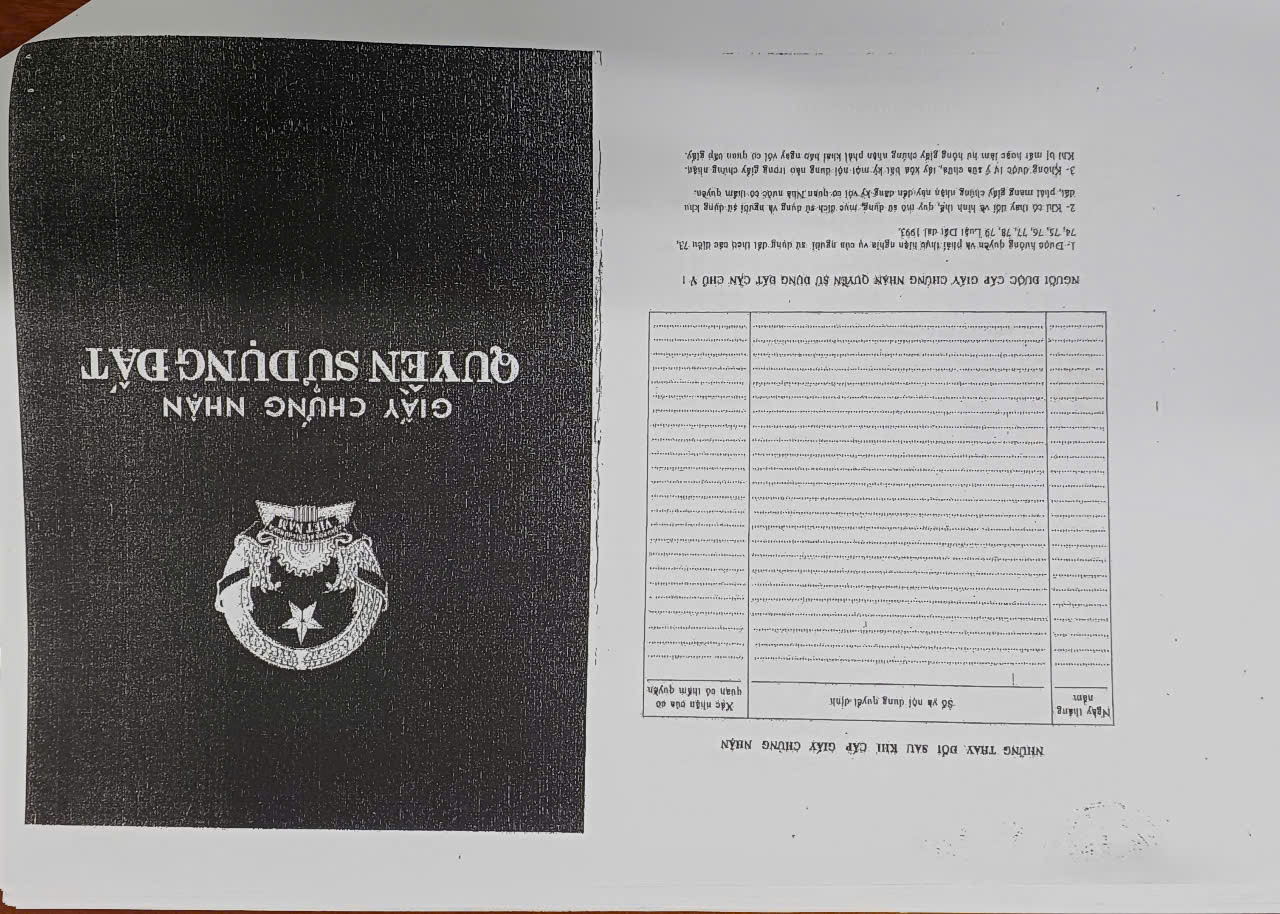 NHỮNG THAY ĐỔI SAU KHI CẤP GIẤY CHỨNG NHẬN
Ngày tháng năm
Số và nội dung quyết định
Xác nhận của cơ quan có thẩm quyền
NGƯỜI ĐƯỢC CẤP GIẤY CHỨNG NHẬN QUYỀN SỬ DỤNG ĐẤT CẦN CHÚ Ý !
1- Được hưởng quyền và phải thực hiện nghĩa vụ của người sử dụng đất theo các điều 73,
74, 75, 76, 77, 78, 79 Luật Đất đai 1993.
2- Khi có thay đổi về hình thể, quy mô sử dụng, mục đích sử dụng và người sử dụng khu
đất, phải mang giấy chứng nhận này đến đăng ký với cơ quan Nhà nước có thẩm quyền.
3- Không được tự ý sửa chữa, tẩy xóa bất kỳ một nội dung nào trong giấy chứng nhận.
Khi bị mất hoặc làm hư hỏng giấy chứng nhận phải khai báo ngay với cơ quan cấp giấy.
VIỆT NAM
GIẤY CHỨNG NHẬN
QUYỀN SỬ DỤNG ĐẤT